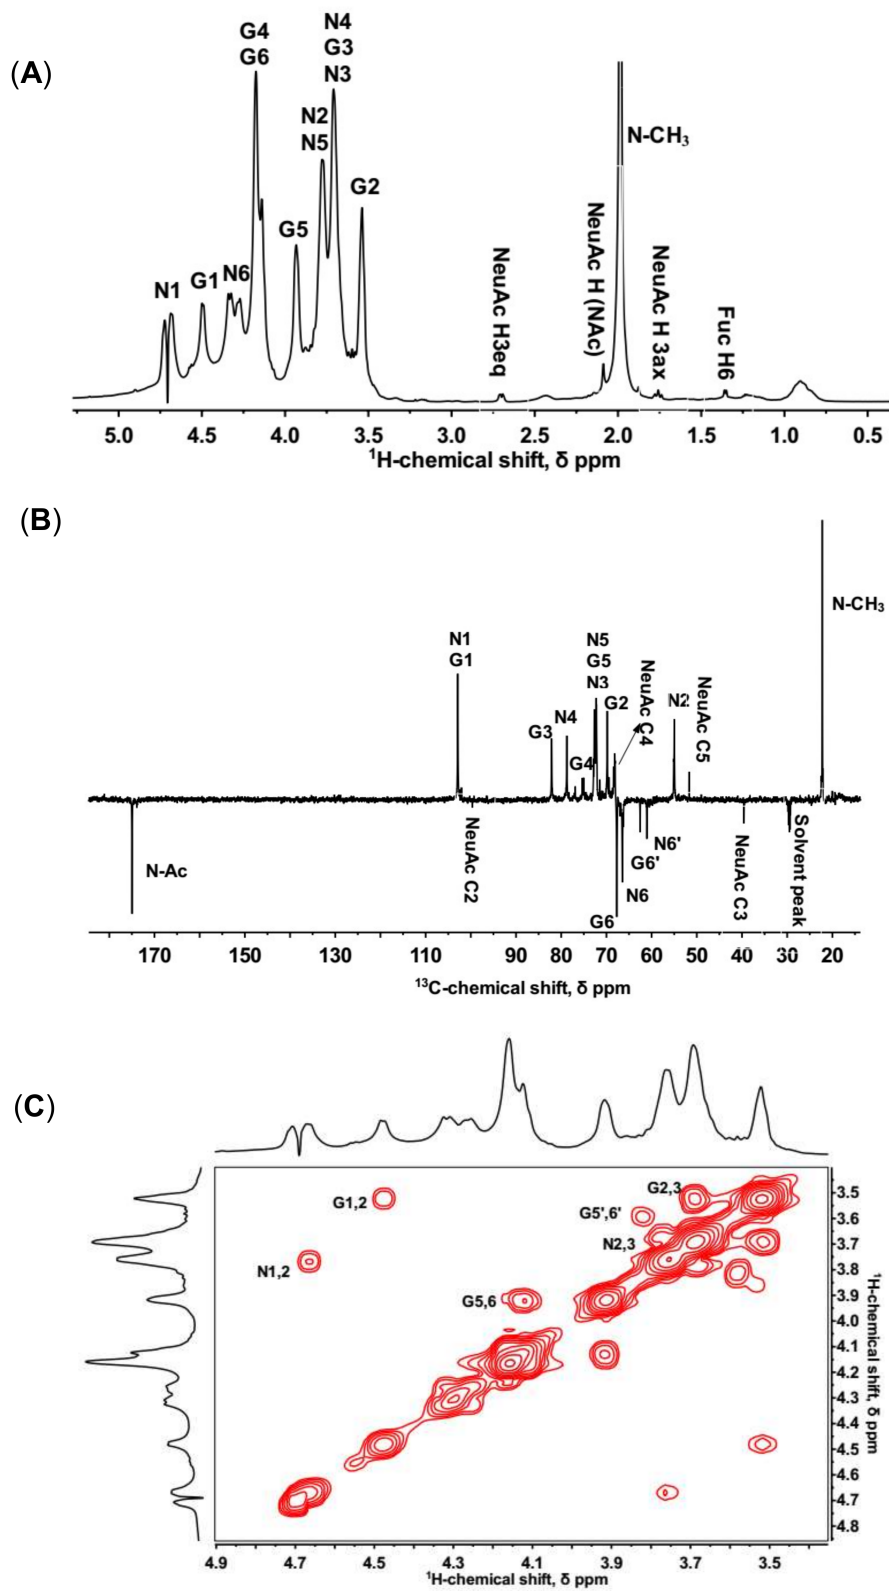 (A)
G4
G6
N4
G3
N3
N2
N5
N-CH₃
G2
G5
N6
G1
N1
NeuAc H3eq
NeuAc H (NAc)
NeuAc H 3ax
Fuc H6
5.0 4.5 4.0 3.5 3.0 2.5 2.0 1.5 1.0 0.5
¹H-chemical shift, δ ppm
(B)
N-CH₃
N1
G1
N5
G5
N3
G2
NeuAc C4
N2
NeuAc C5
G3
N4
G4
N-Ac
NeuAc C2
G6
N6
G6'
N6'
NeuAc C3
Solvent peak
170 150 130 110 90 80 70 60 50 40 30 20
¹³C-chemical shift, δ ppm
(C)
G1,2
G2,3
G5',6'
N2,3
N1,2
G5,6
3.5
3.6
3.7
3.8
3.9
4.0
4.1
4.2
4.3
4.4
4.5
4.6
4.7
4.8
¹H-chemical shift, δ ppm
4.9 4.7 4.5 4.3 4.1 3.9 3.7 3.5
¹H-chemical shift, δ ppm